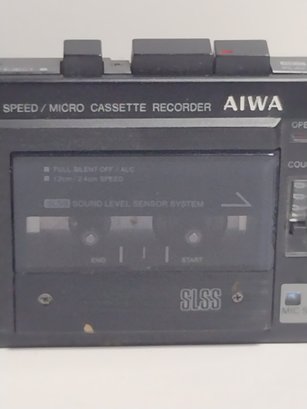 EJECT
SPEED / MICRO CASSETTE RECORDER AIWA
OPE
COU
■ FULL SILENT OFF / ALC
■ 1.2cm · 2.4cm SPEED
SLSS SOUND LEVEL SENSOR SYSTEM
END START
SLSS
MIC S